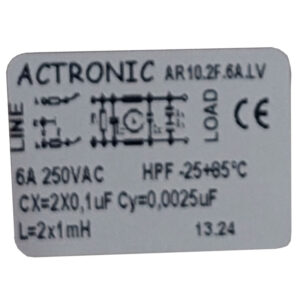 ACTRONIC AR10.2F.6A.LV
LINE
LOAD
CE
6A 250VAC HPF -25+85°C
CX=2X0,1uF Cy=0,0025uF
L=2x1mH 13.24